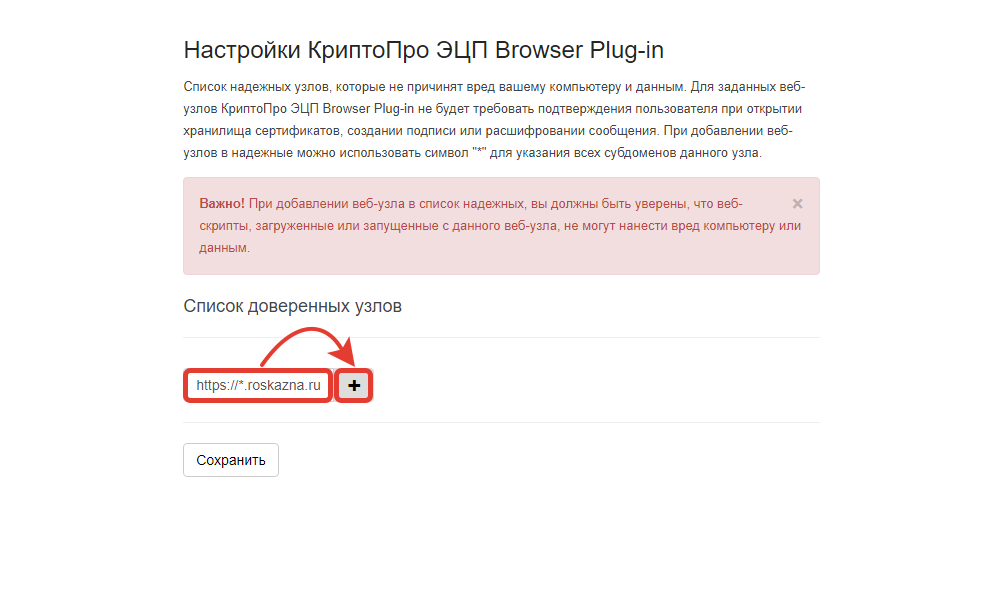 Настройки КриптоПро ЭЦП Browser Plug-in
Список надежных узлов, которые не причинят вред вашему компьютеру и данным. Для заданных веб-
узлов КриптоПро ЭЦП Browser Plug-in не будет требовать подтверждения пользователя при открытии
хранилища сертификатов, создании подписи или расшифровании сообщения. При добавлении веб-
узлов в надежные можно использовать символ "*" для указания всех субдоменов данного узла.
Важно! При добавлении веб-узла в список надежных, вы должны быть уверены, что веб-
скрипты, загруженные или запущенные с данного веб-узла, не могут нанести вред компьютеру или
данным.
Список доверенных узлов
https://*.roskazna.ru
Сохранить